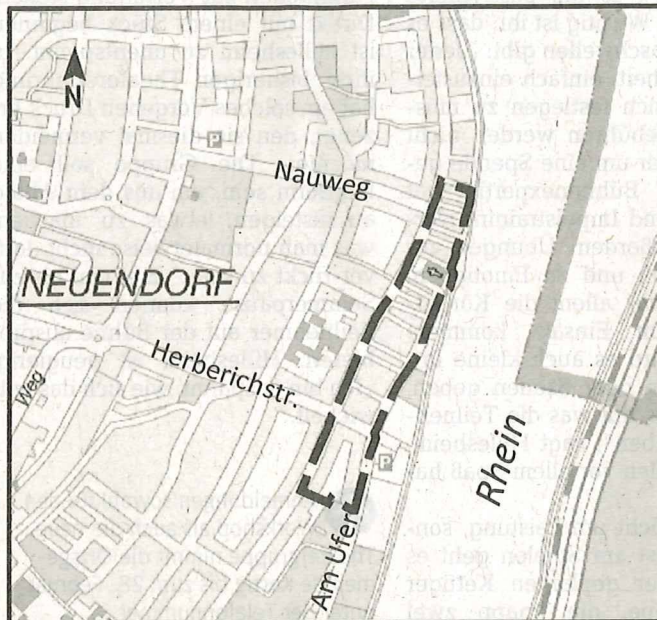 N
Nauweg
NEUENDORF
Herberichstr.
Weg
Rhein
Am Ufer
P
P